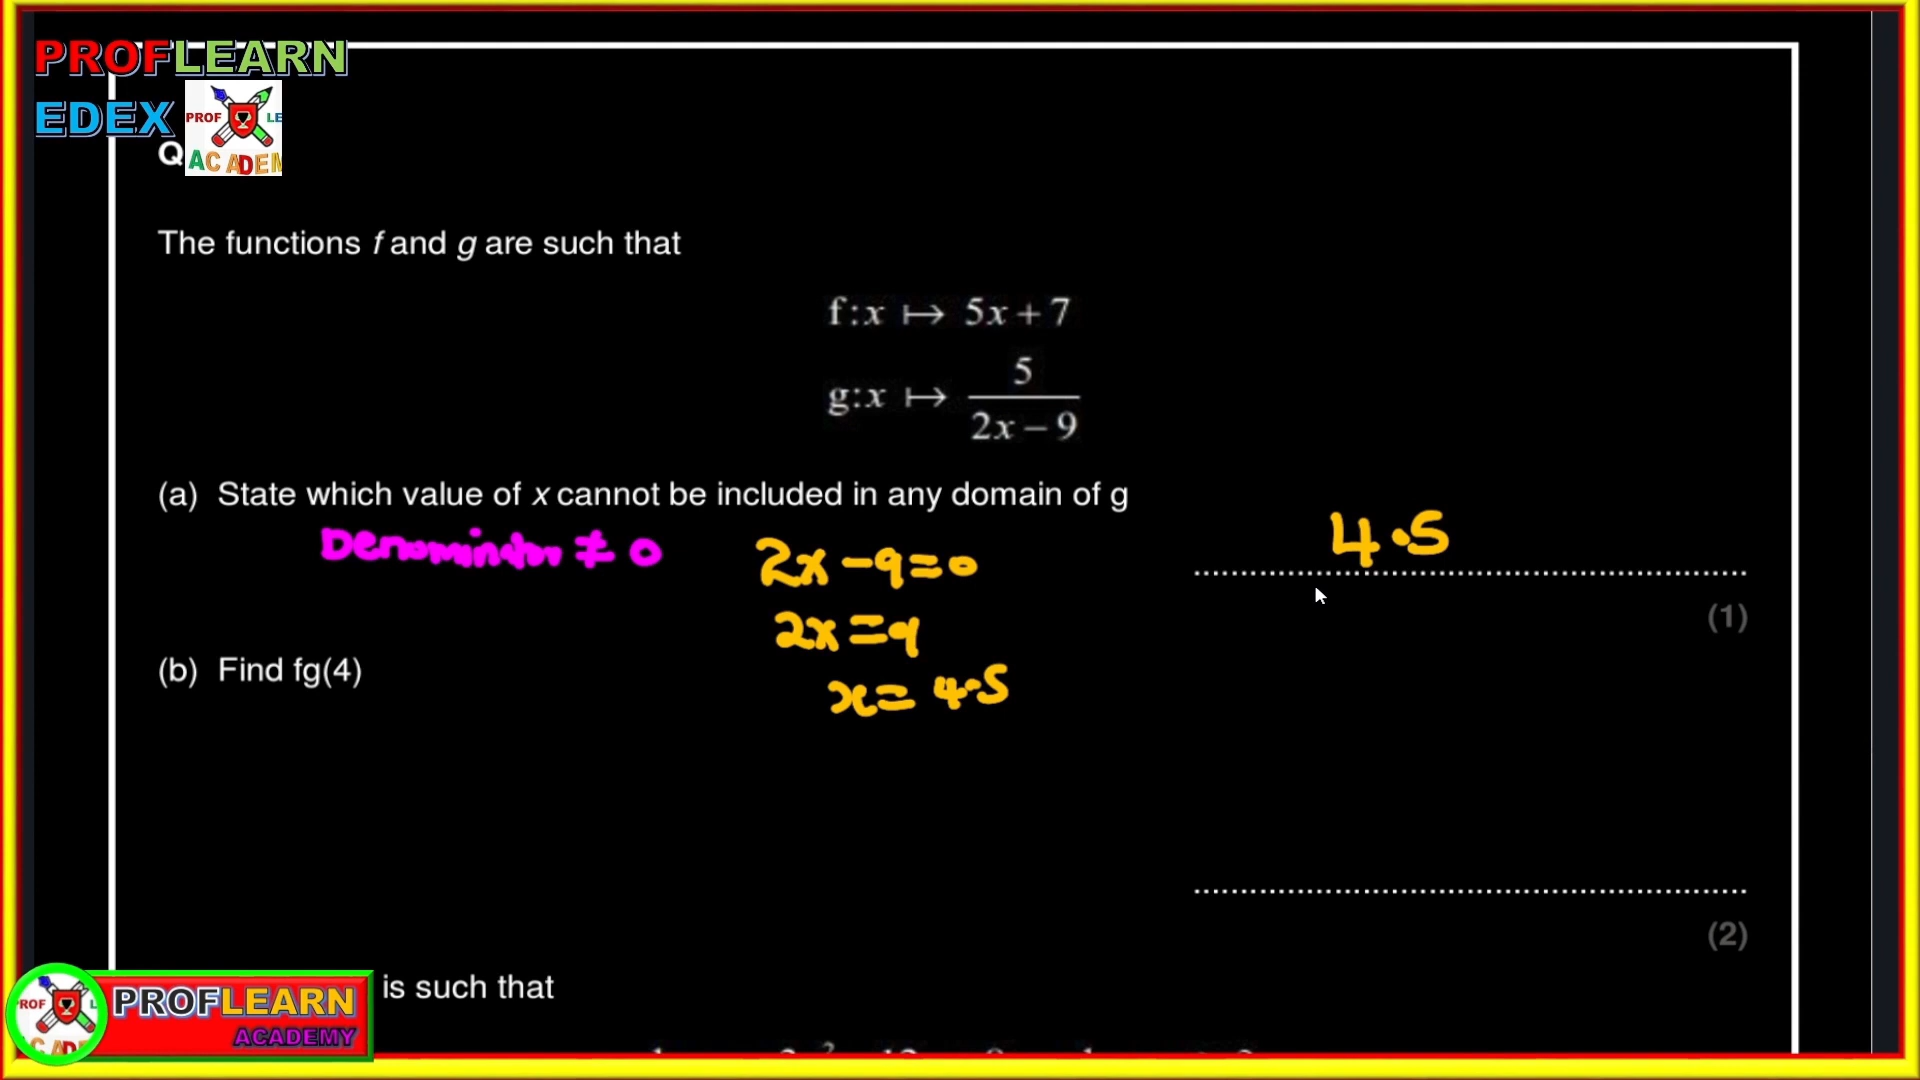 PROFLEARN
EDEX
PROF LE
ACADEM
Q
The functions f and g are such that
f:x ↦ 5x + 7
g:x ↦ 5 / (2x − 9)
(a) State which value of x cannot be included in any domain of g
Denominator ≠ 0
2x − 9 = 0
4.5
2x = 9
(1)
(b) Find fg(4)
x = 4.5
(2)
is such that
PROFLEARN
ACADEMY